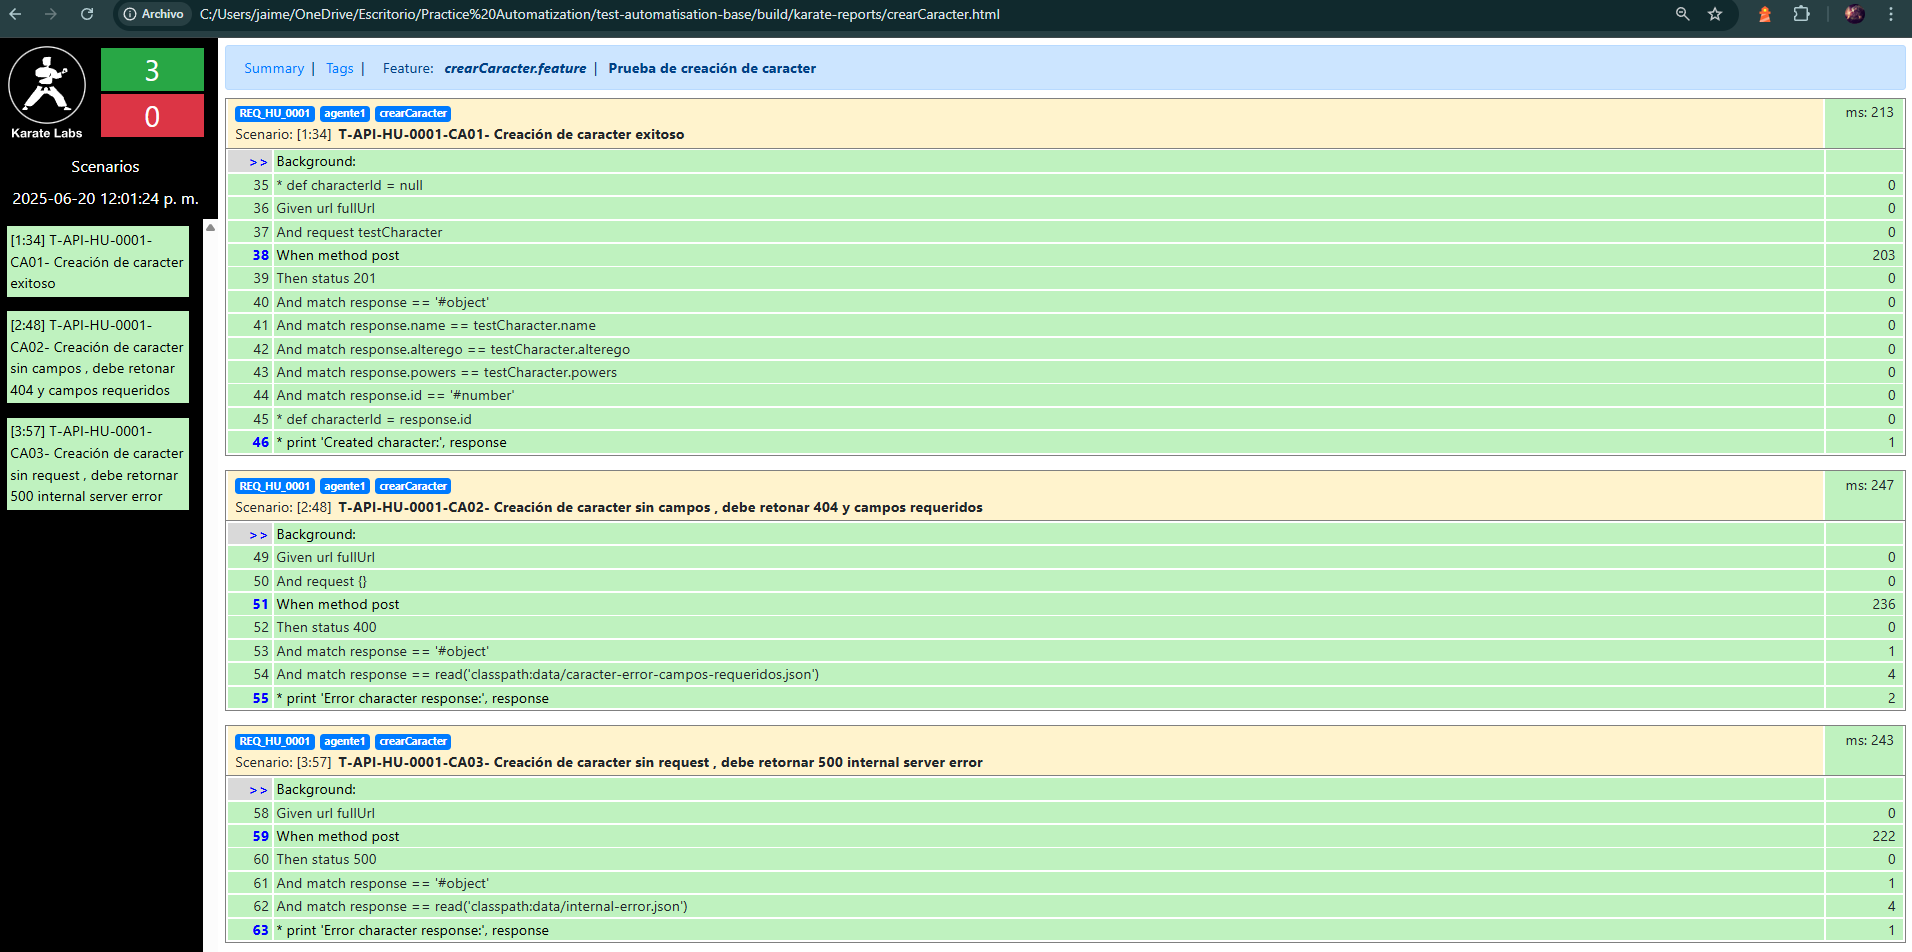 Archivo C:/Users/jaime/OneDrive/Escritorio/Practice%20Automatization/test-automatisation-base/build/karate-reports/crearCaracter.html
Karate Labs
3
0
Scenarios
2025-06-20 12:01:24 p. m.
[1:34] T-API-HU-0001-
CA01- Creación de caracter
exitoso
[2:48] T-API-HU-0001-
CA02- Creación de caracter
sin campos , debe retonar
404 y campos requeridos
[3:57] T-API-HU-0001-
CA03- Creación de caracter
sin request , debe retornar
500 internal server error
Summary | Tags | Feature: crearCaracter.feature | Prueba de creación de caracter
REQ_HU_0001 agente1 crearCaracter ms: 213
Scenario: [1:34] T-API-HU-0001-CA01- Creación de caracter exitoso
>> Background:
35 * def characterId = null 0
36 Given url fullUrl 0
37 And request testCharacter 0
38 When method post 203
39 Then status 201 0
40 And match response == '#object' 0
41 And match response.name == testCharacter.name 0
42 And match response.alterego == testCharacter.alterego 0
43 And match response.powers == testCharacter.powers 0
44 And match response.id == '#number' 0
45 * def characterId = response.id 0
46 * print 'Created character:', response 1
REQ_HU_0001 agente1 crearCaracter ms: 247
Scenario: [2:48] T-API-HU-0001-CA02- Creación de caracter sin campos , debe retonar 404 y campos requeridos
>> Background:
49 Given url fullUrl 0
50 And request {} 0
51 When method post 236
52 Then status 400 0
53 And match response == '#object' 1
54 And match response == read('classpath:data/caracter-error-campos-requeridos.json') 4
55 * print 'Error character response:', response 2
REQ_HU_0001 agente1 crearCaracter ms: 243
Scenario: [3:57] T-API-HU-0001-CA03- Creación de caracter sin request , debe retornar 500 internal server error
>> Background:
58 Given url fullUrl 0
59 When method post 222
60 Then status 500 0
61 And match response == '#object' 1
62 And match response == read('classpath:data/internal-error.json') 4
63 * print 'Error character response:', response 1